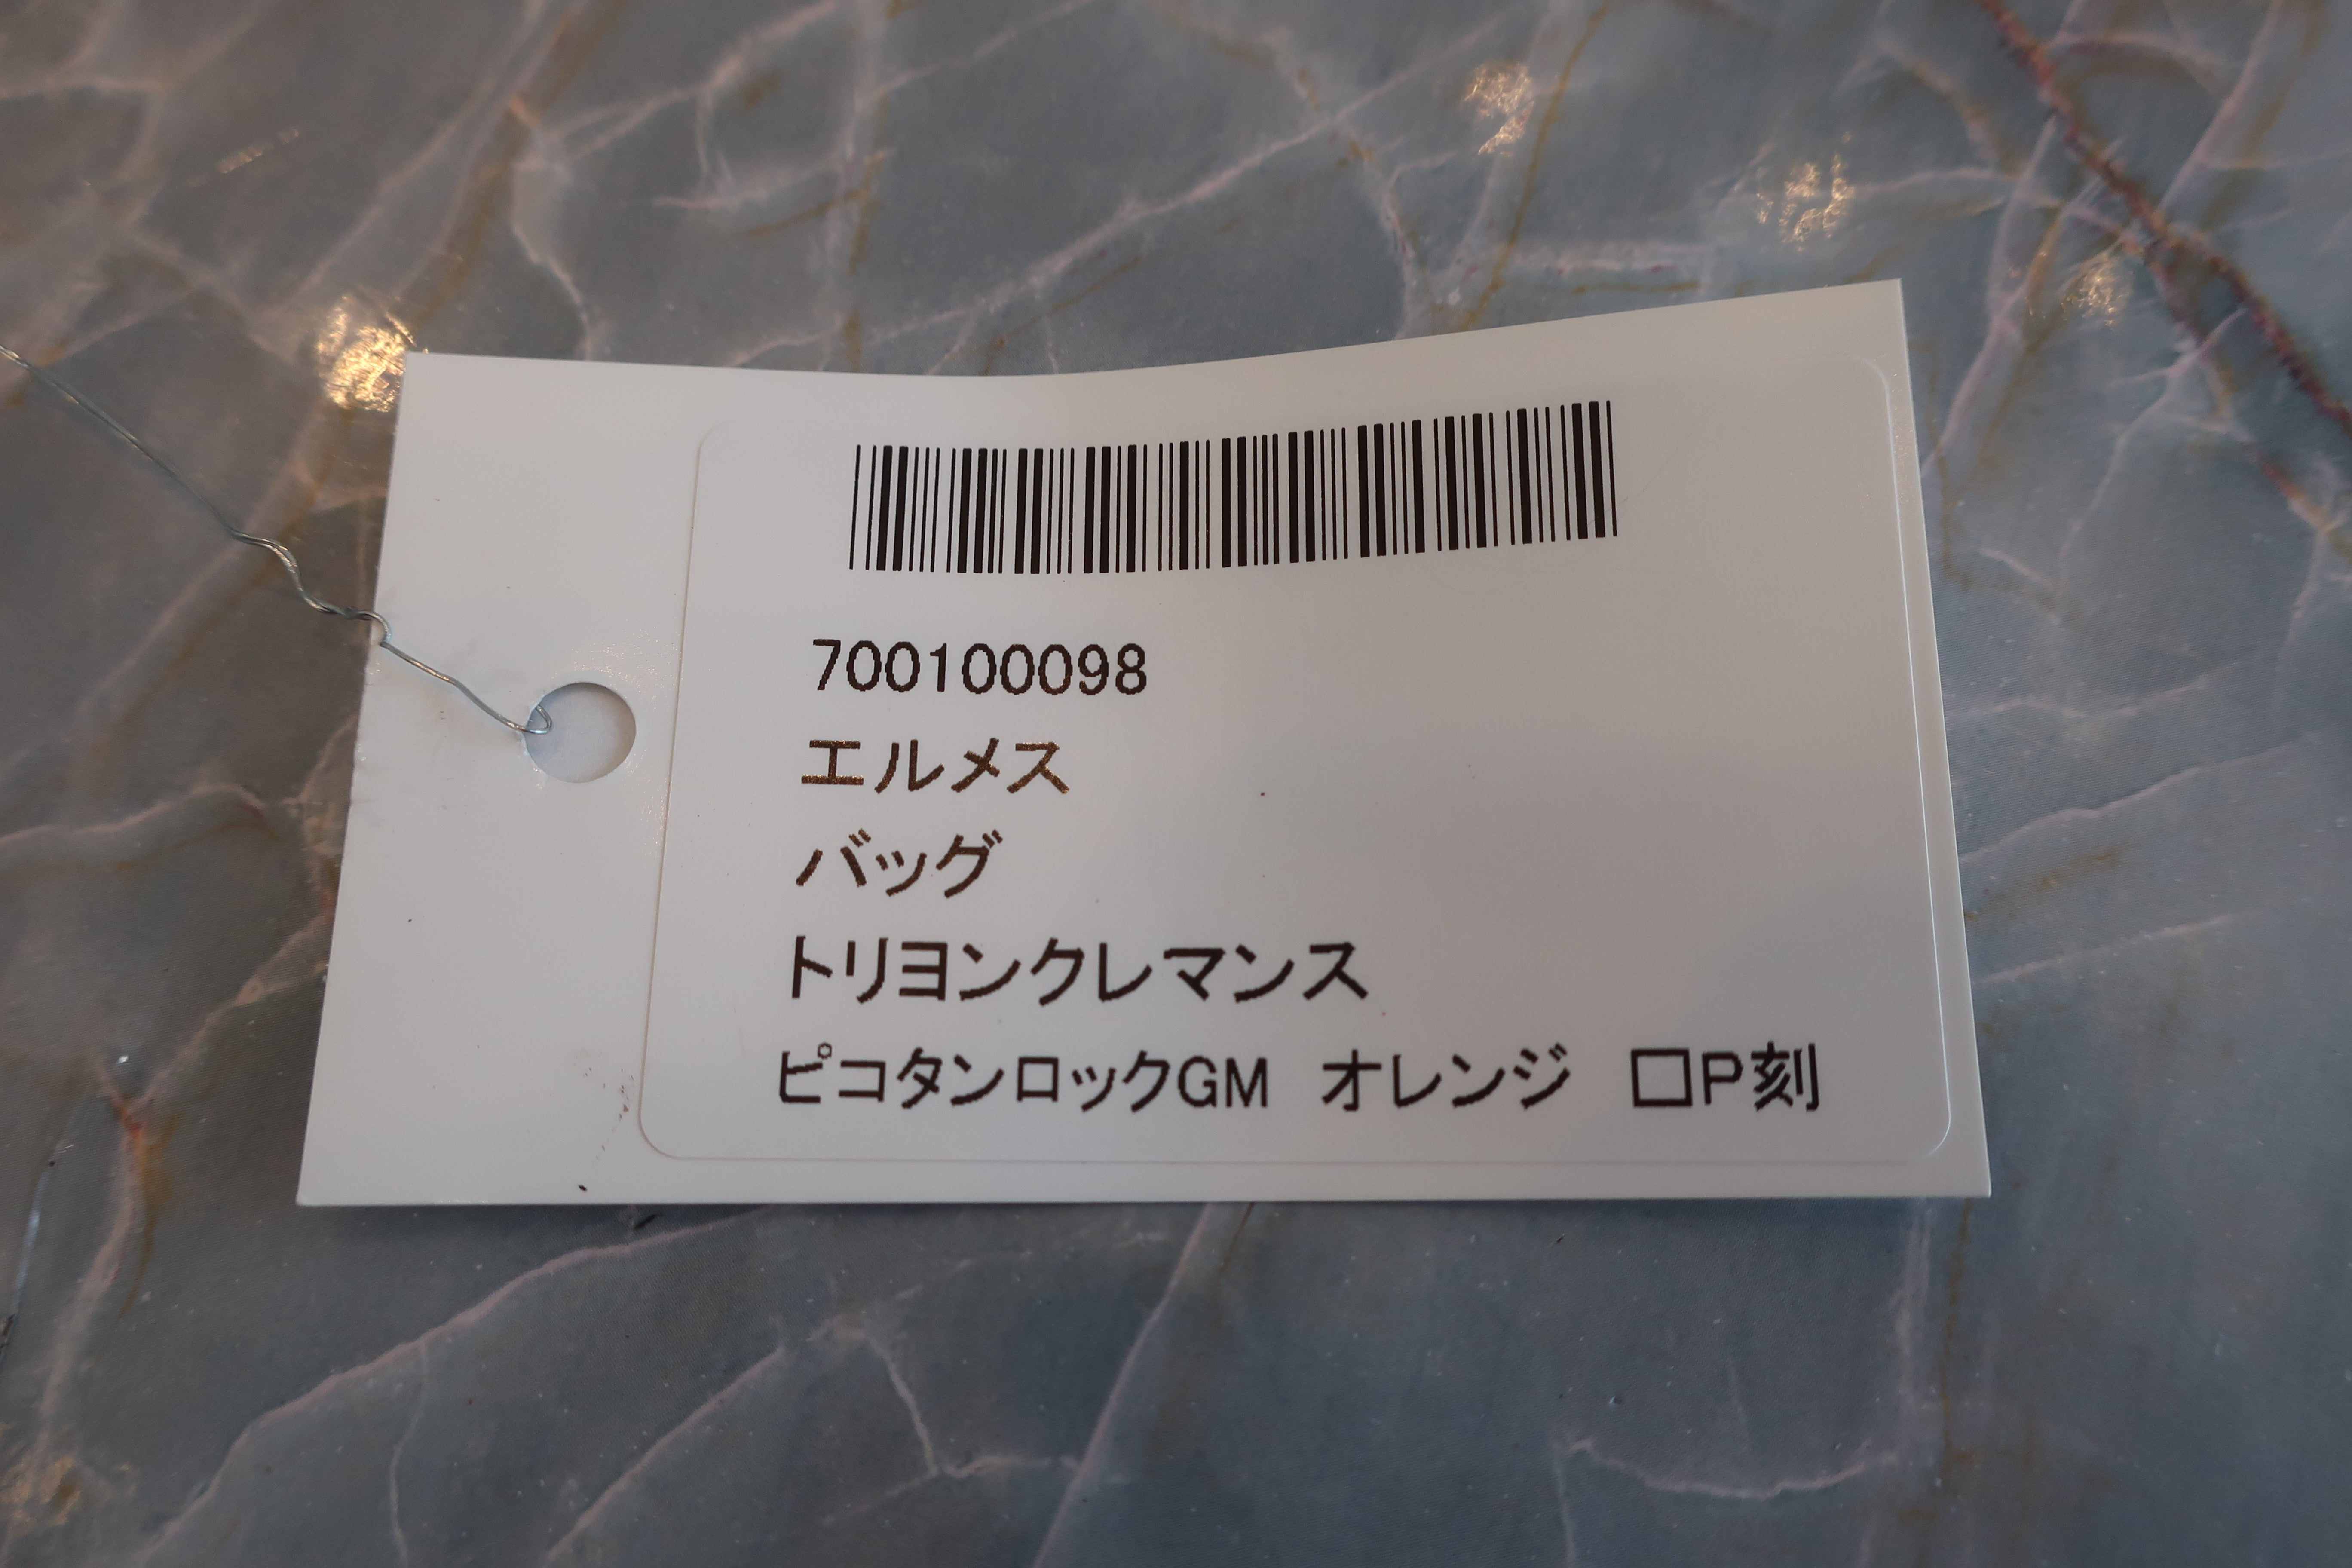 700100098
エルメス
バッグ
トリヨンクレマンス
ピコタンロックGM オレンジ □P刻